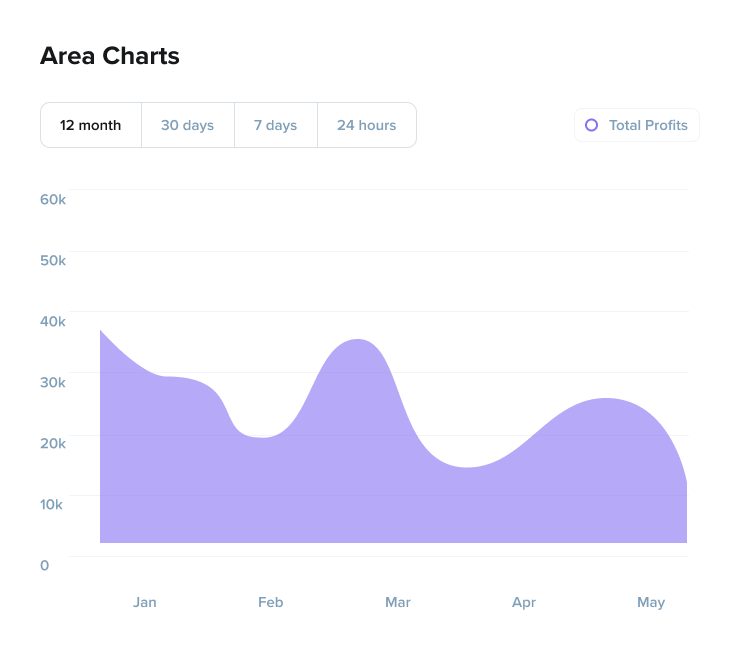 Area Charts
12 month 30 days 7 days 24 hours Total Profits
60k
50k
40k
30k
20k
10k
0
Jan Feb Mar Apr May